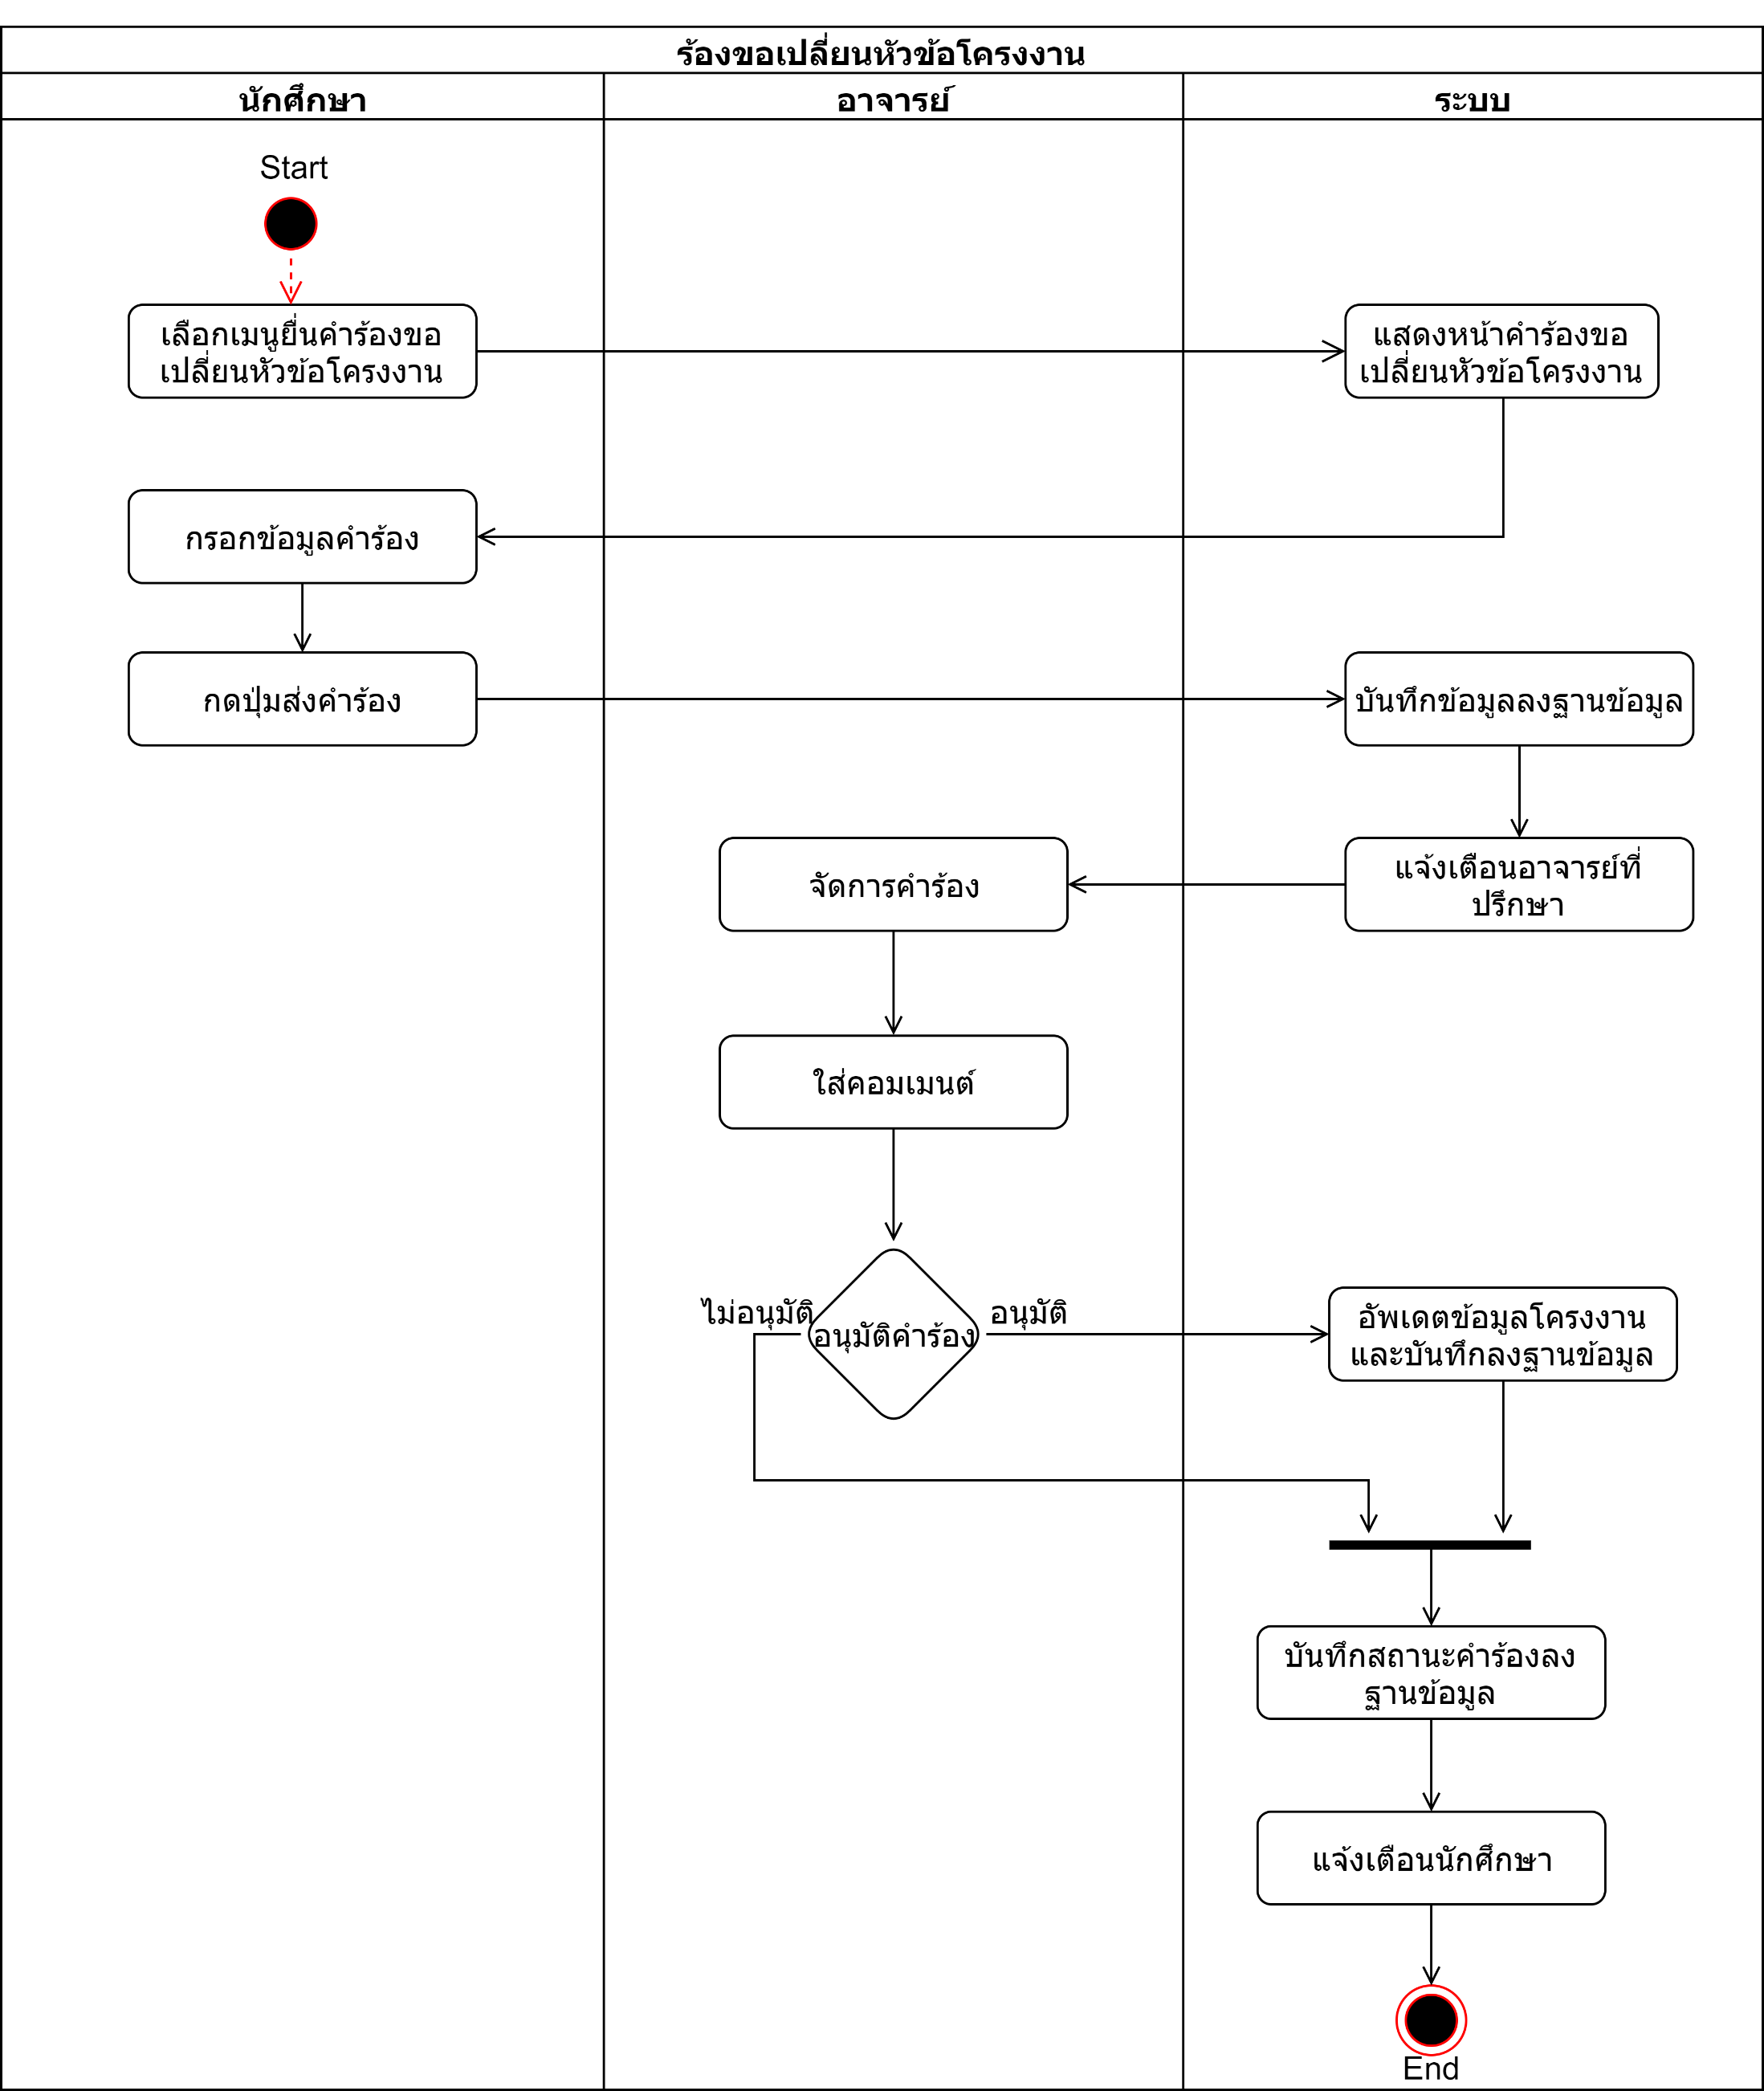 ร้องขอเปลี่ยนหัวข้อโครงงาน
นักศึกษา
อาจารย์
ระบบ
Start
เลือกเมนูยื่นคำร้องขอ
เปลี่ยนหัวข้อโครงงาน
แสดงหน้าคำร้องขอ
เปลี่ยนหัวข้อโครงงาน
กรอกข้อมูลคำร้อง
กดปุ่มส่งคำร้อง
บันทึกข้อมูลลงฐานข้อมูล
แจ้งเตือนอาจารย์ที่
ปรึกษา
จัดการคำร้อง
ใส่คอมเมนต์
ไม่อนุมัติ
อนุมัติคำร้อง
อนุมัติ
อัพเดตข้อมูลโครงงาน
และบันทึกลงฐานข้อมูล
บันทึกสถานะคำร้องลง
ฐานข้อมูล
แจ้งเตือนนักศึกษา
End